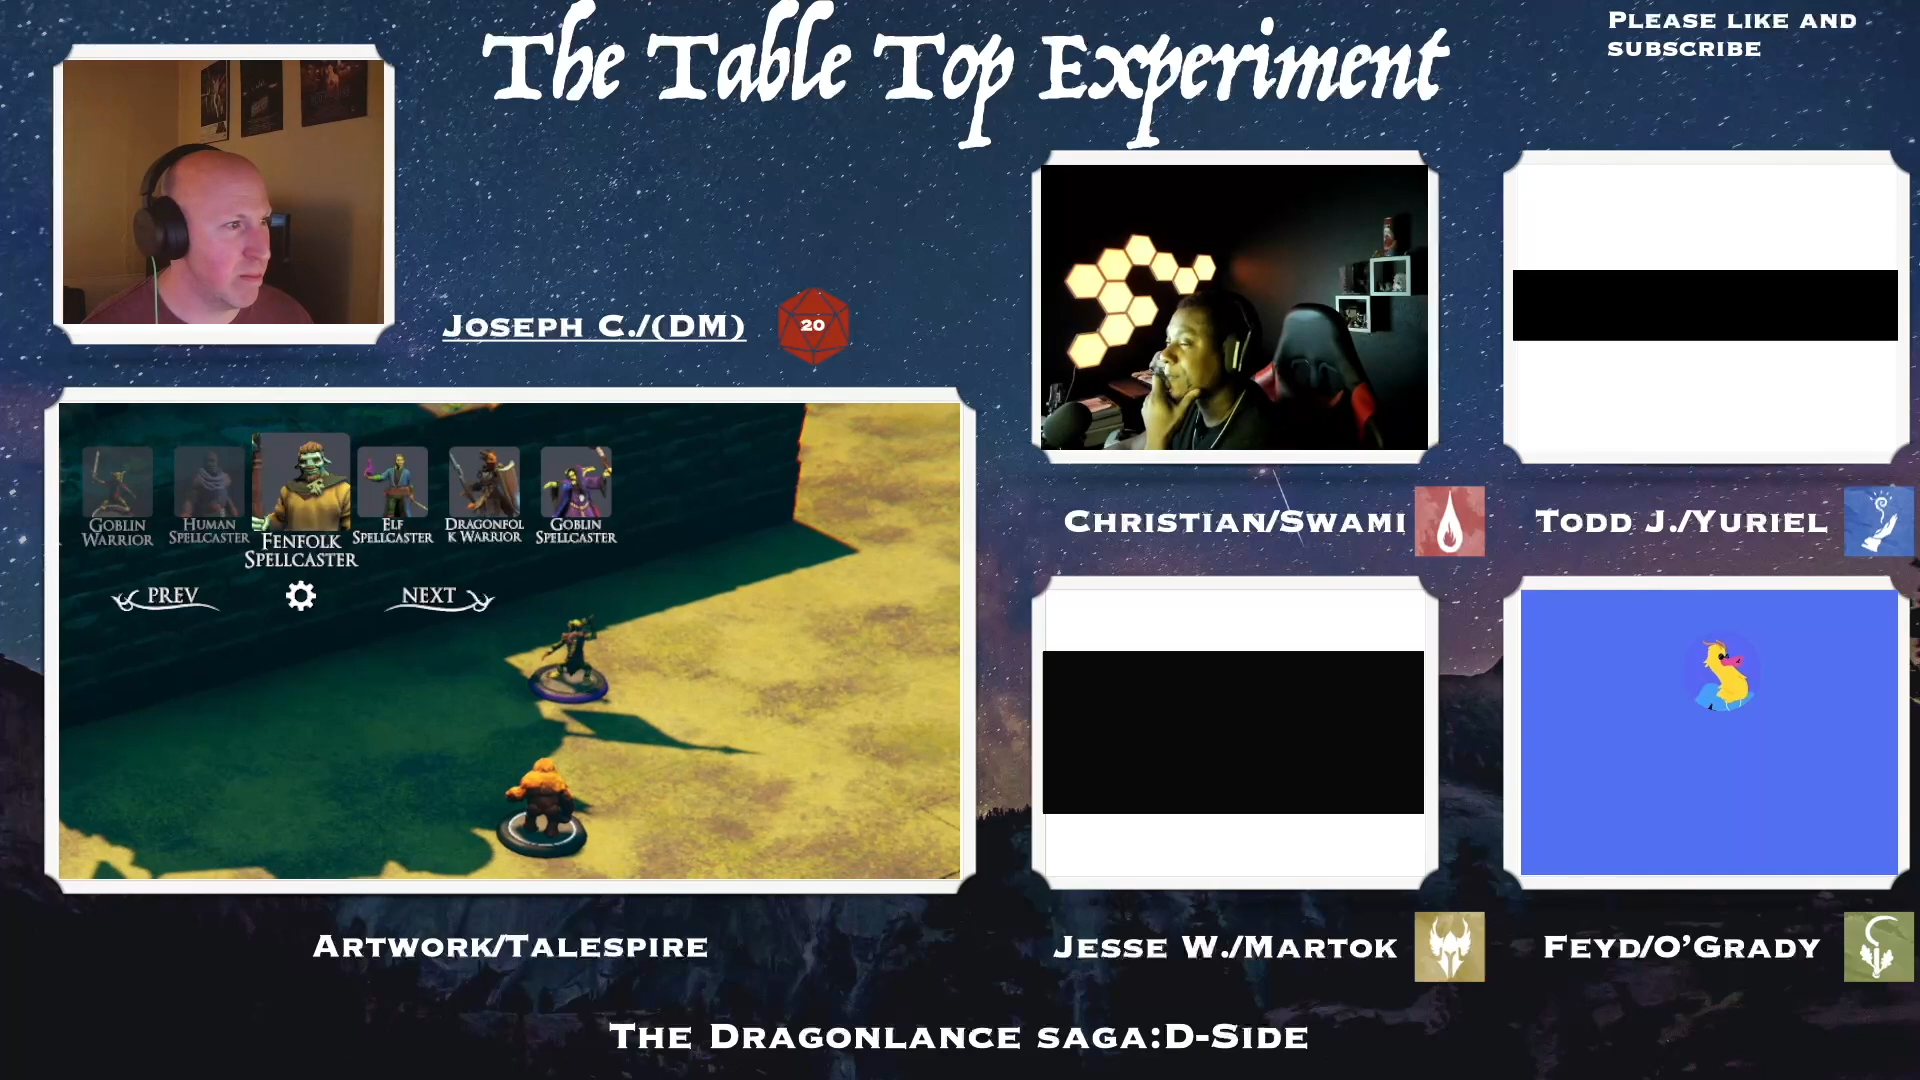 The Table Top Experiment
Please like and
subscribe
Joseph C./(DM)
20
Goblin
Warrior
Human
Spellcaster
Fenfolk
Spellcaster
Elf
Spellcaster
Dragonfol
k Warrior
Goblin
Spellcaster
PREV
NEXT
Christian/Swami
Todd J./Yuriel
Artwork/Talespire
Jesse W./Martok
Feyd/O’Grady
The Dragonlance saga:D-Side